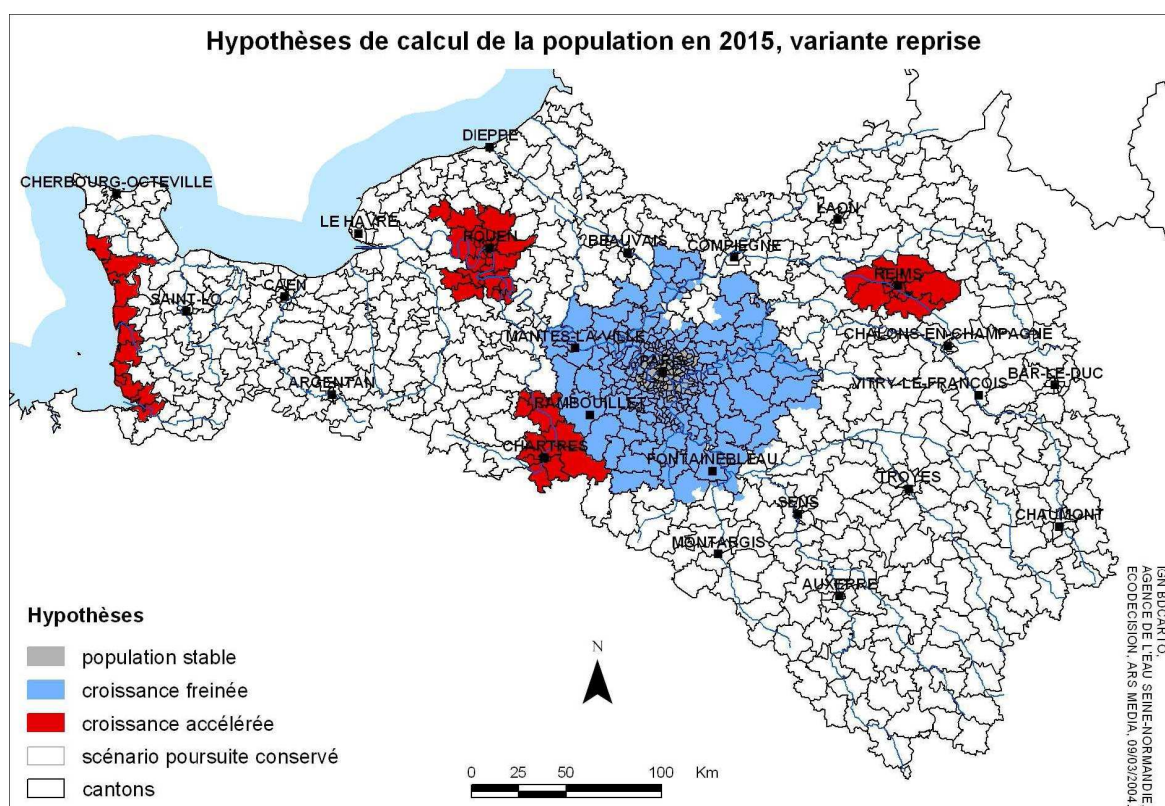 Hypothèses de calcul de la population en 2015, variante reprise
DIEPPE
CHERBOURG-OCTEVILLE
LE HAVRE
ROUEN
BEAUVAIS
COMPIEGNE
LAON
REIMS
SAINT-LO
CAEN
MANTES-LA-VILLE
CHALONS-EN-CHAMPAGNE
PARIS
ARGENTAN
VITRY-LE-FRANCOIS
BAR-LE-DUC
RAMBOUILLET
CHARTRES
FONTAINEBLEAU
TROYES
SENS
CHAUMONT
MONTARGIS
AUXERRE
Hypothèses
population stable
croissance freinée
croissance accélérée
scénario poursuite conservé
cantons
N
0 25 50 100 Km
IGN BDCARTO,
AGENCE DE L'EAU SEINE-NORMANDIE,
ECODECISION, ARS MEDIA, 09/03/2004.